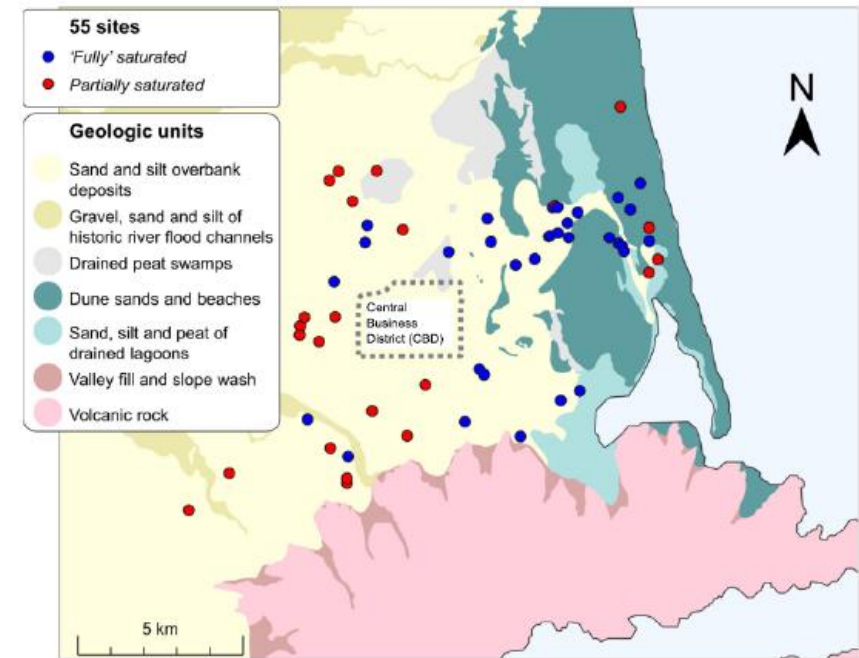 55 sites
'Fully' saturated
Partially saturated
Geologic units
Sand and silt overbank
deposits
Gravel, sand and silt of
historic river flood channels
Drained peat swamps
Dune sands and beaches
Sand, silt and peat of
drained lagoons
Valley fill and slope wash
Volcanic rock
N
Central
Business
District (CBD)
5 km